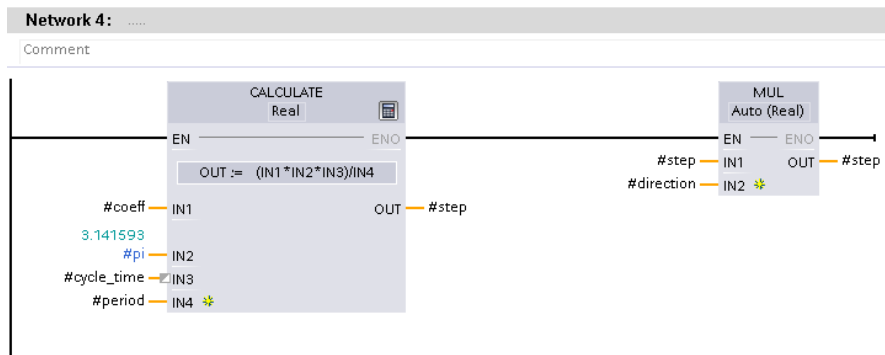 Network 4: .....
Comment
CALCULATE
Real
EN ENO
OUT := (IN1*IN2*IN3)/IN4
#coeff IN1 OUT #step
3.141593
#pi IN2
#cycle_time IN3
#period IN4
MUL
Auto (Real)
EN ENO
#step IN1 OUT #step
#direction IN2